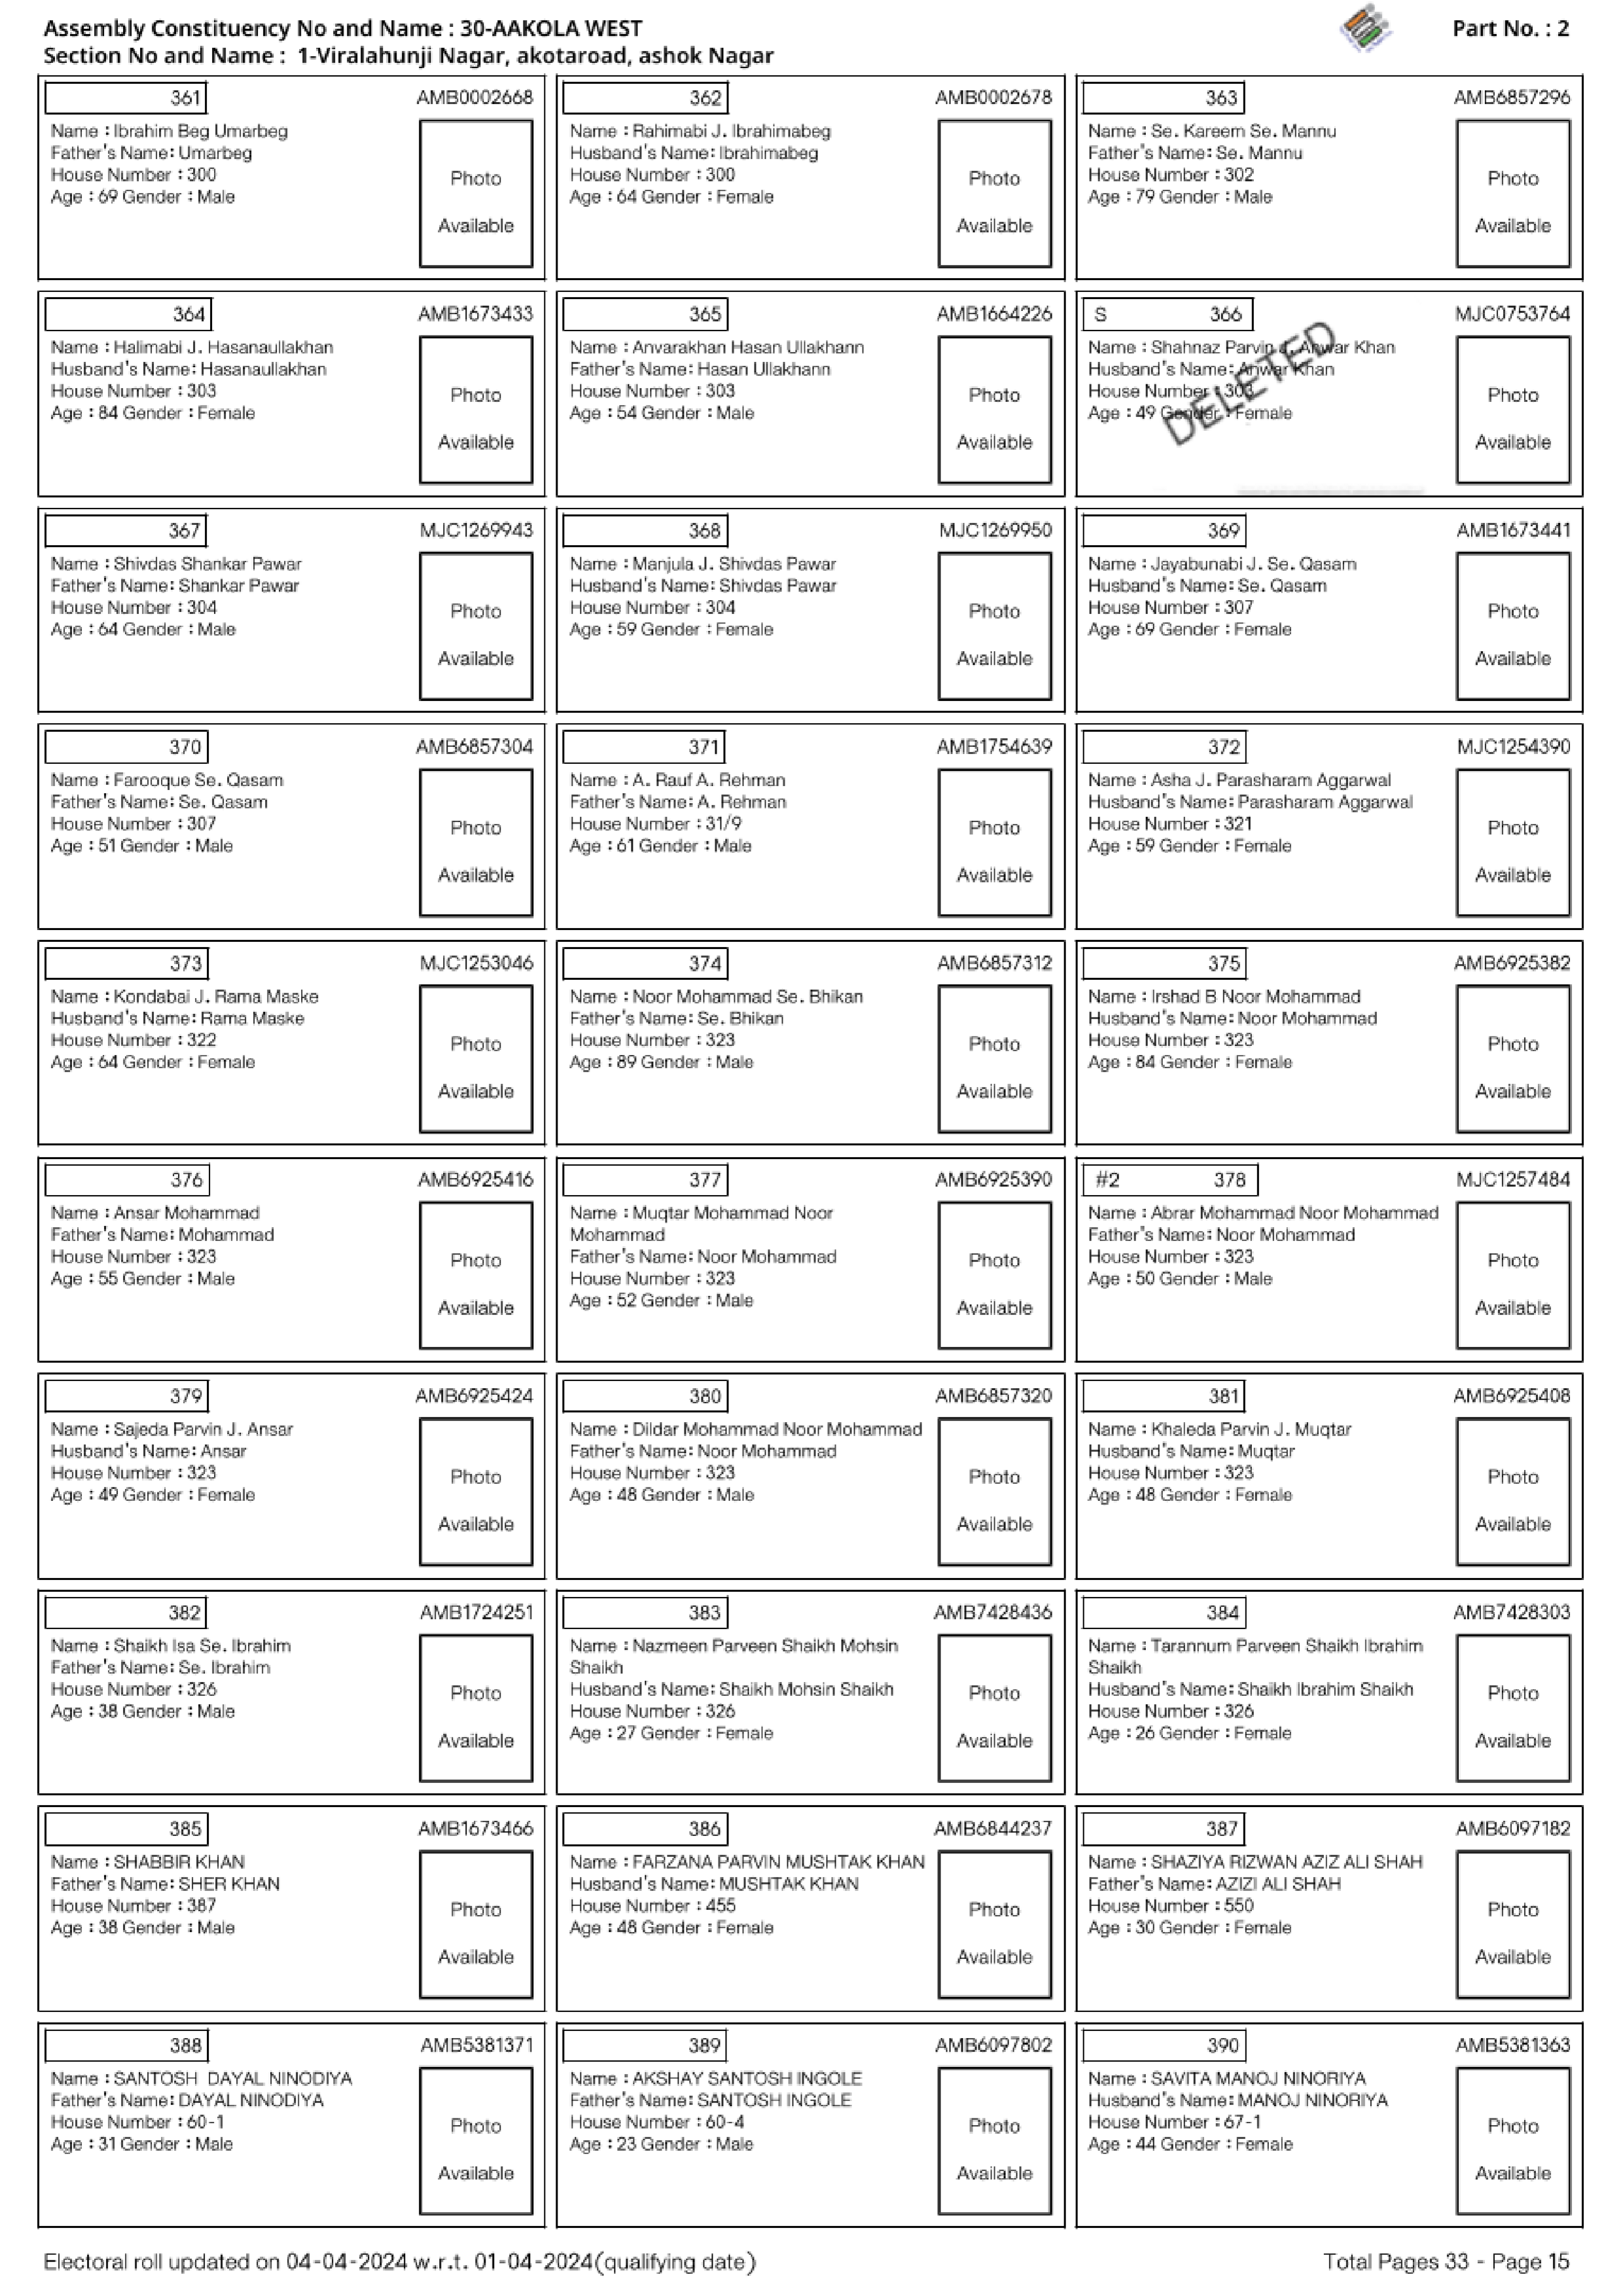 Assembly Constituency No and Name : 30-AAKOLA WEST
Part No. : 2
Section No and Name : 1-Viralahunji Nagar, akotaroad, ashok Nagar
361
AMB0002668
Name : Ibrahim Beg Umarbeg
Father's Name: Umarbeg
House Number : 300
Age : 69 Gender : Male
Photo
Available
362
AMB0002678
Name : Rahimabi J. Ibrahimabeg
Husband's Name: Ibrahimabeg
House Number : 300
Age : 64 Gender : Female
Photo
Available
363
AMB6857296
Name : Se. Kareem Se. Mannu
Father's Name: Se. Mannu
House Number : 302
Age : 79 Gender : Male
Photo
Available
364
AMB1673433
Name : Halimabi J. Hasanaullakhan
Husband's Name: Hasanaullakhan
House Number : 303
Age : 84 Gender : Female
Photo
Available
365
AMB1664226
Name : Anvarakhan Hasan Ullakhann
Father's Name: Hasan Ullakhann
House Number : 303
Age : 54 Gender : Male
Photo
Available
S 366
MJC0753764
Name : Shahnaz Parvin J. Anwar Khan
Husband's Name: Anwar Khan
House Number : 303
Age : 49 Gender : Female
DELETED
Photo
Available
367
MJC1269943
Name : Shivdas Shankar Pawar
Father's Name: Shankar Pawar
House Number : 304
Age : 64 Gender : Male
Photo
Available
368
MJC1269950
Name : Manjula J. Shivdas Pawar
Husband's Name: Shivdas Pawar
House Number : 304
Age : 59 Gender : Female
Photo
Available
369
AMB1673441
Name : Jayabunabi J. Se. Qasam
Husband's Name: Se. Qasam
House Number : 307
Age : 69 Gender : Female
Photo
Available
370
AMB6857304
Name : Farooque Se. Qasam
Father's Name: Se. Qasam
House Number : 307
Age : 51 Gender : Male
Photo
Available
371
AMB1754639
Name : A. Rauf A. Rehman
Father's Name: A. Rehman
House Number : 31/9
Age : 61 Gender : Male
Photo
Available
372
MJC1254390
Name : Asha J. Parasharam Aggarwal
Husband's Name: Parasharam Aggarwal
House Number : 321
Age : 59 Gender : Female
Photo
Available
373
MJC1253046
Name : Kondabai J. Rama Maske
Husband's Name: Rama Maske
House Number : 322
Age : 64 Gender : Female
Photo
Available
374
AMB6857312
Name : Noor Mohammad Se. Bhikan
Father's Name: Se. Bhikan
House Number : 323
Age : 89 Gender : Male
Photo
Available
375
AMB6925382
Name : Irshad B Noor Mohammad
Husband's Name: Noor Mohammad
House Number : 323
Age : 84 Gender : Female
Photo
Available
376
AMB6925416
Name : Ansar Mohammad
Father's Name: Mohammad
House Number : 323
Age : 55 Gender : Male
Photo
Available
377
AMB6925390
Name : Muqtar Mohammad Noor
Mohammad
Father's Name: Noor Mohammad
House Number : 323
Age : 52 Gender : Male
Photo
Available
#2 378
MJC1257484
Name : Abrar Mohammad Noor Mohammad
Father's Name: Noor Mohammad
House Number : 323
Age : 50 Gender : Male
Photo
Available
379
AMB6925424
Name : Sajeda Parvin J. Ansar
Husband's Name: Ansar
House Number : 323
Age : 49 Gender : Female
Photo
Available
380
AMB6857320
Name : Dildar Mohammad Noor Mohammad
Father's Name: Noor Mohammad
House Number : 323
Age : 48 Gender : Male
Photo
Available
381
AMB6925408
Name : Khaleda Parvin J. Muqtar
Husband's Name: Muqtar
House Number : 323
Age : 48 Gender : Female
Photo
Available
382
AMB1724251
Name : Shaikh Isa Se. Ibrahim
Father's Name: Se. Ibrahim
House Number : 326
Age : 38 Gender : Male
Photo
Available
383
AMB7428436
Name : Nazmeen Parveen Shaikh Mohsin
Shaikh
Husband's Name: Shaikh Mohsin Shaikh
House Number : 326
Age : 27 Gender : Female
Photo
Available
384
AMB7428303
Name : Tarannum Parveen Shaikh Ibrahim
Shaikh
Husband's Name: Shaikh Ibrahim Shaikh
House Number : 326
Age : 26 Gender : Female
Photo
Available
385
AMB1673466
Name : SHABBIR KHAN
Father's Name: SHER KHAN
House Number : 387
Age : 38 Gender : Male
Photo
Available
386
AMB6844237
Name : FARZANA PARVIN MUSHTAK KHAN
Husband's Name: MUSHTAK KHAN
House Number : 455
Age : 48 Gender : Female
Photo
Available
387
AMB6097182
Name : SHAZIYA RIZWAN AZIZ ALI SHAH
Father's Name: AZIZI ALI SHAH
House Number : 550
Age : 30 Gender : Female
Photo
Available
388
AMB5381371
Name : SANTOSH DAYAL NINODIYA
Father's Name: DAYAL NINODIYA
House Number : 60-1
Age : 31 Gender : Male
Photo
Available
389
AMB6097802
Name : AKSHAY SANTOSH INGOLE
Father's Name: SANTOSH INGOLE
House Number : 60-4
Age : 23 Gender : Male
Photo
Available
390
AMB5381363
Name : SAVITA MANOJ NINORIYA
Husband's Name: MANOJ NINORIYA
House Number : 67-1
Age : 44 Gender : Female
Photo
Available
Electoral roll updated on 04-04-2024 w.r.t. 01-04-2024(qualifying date)
Total Pages 33 - Page 15